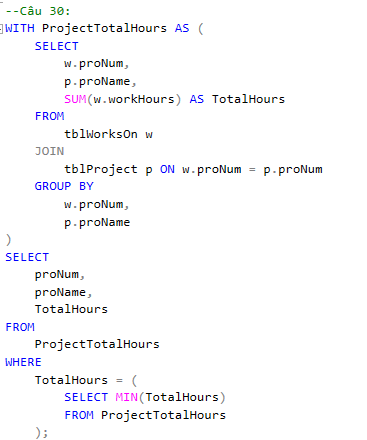 --Câu 30:
WITH ProjectTotalHours AS (
    SELECT
        w.proNum,
        p.proName,
        SUM(w.workHours) AS TotalHours
    FROM
        tblWorksOn w
    JOIN
        tblProject p ON w.proNum = p.proNum
    GROUP BY
        w.proNum,
        p.proName
)
SELECT
    proNum,
    proName,
    TotalHours
FROM
    ProjectTotalHours
WHERE
    TotalHours = (
        SELECT MIN(TotalHours)
        FROM ProjectTotalHours
    );